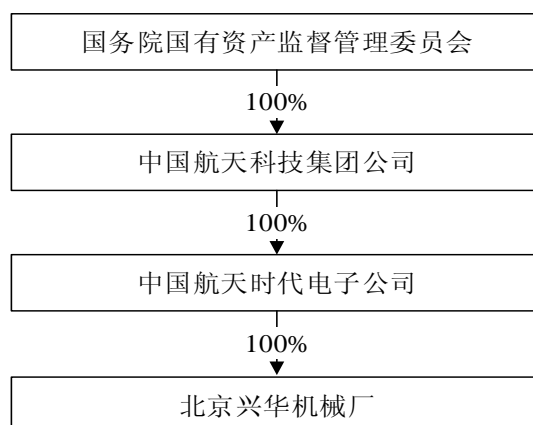 国务院国有资产监督管理委员会
100%
中国航天科技集团公司
100%
中国航天时代电子公司
100%
北京兴华机械厂